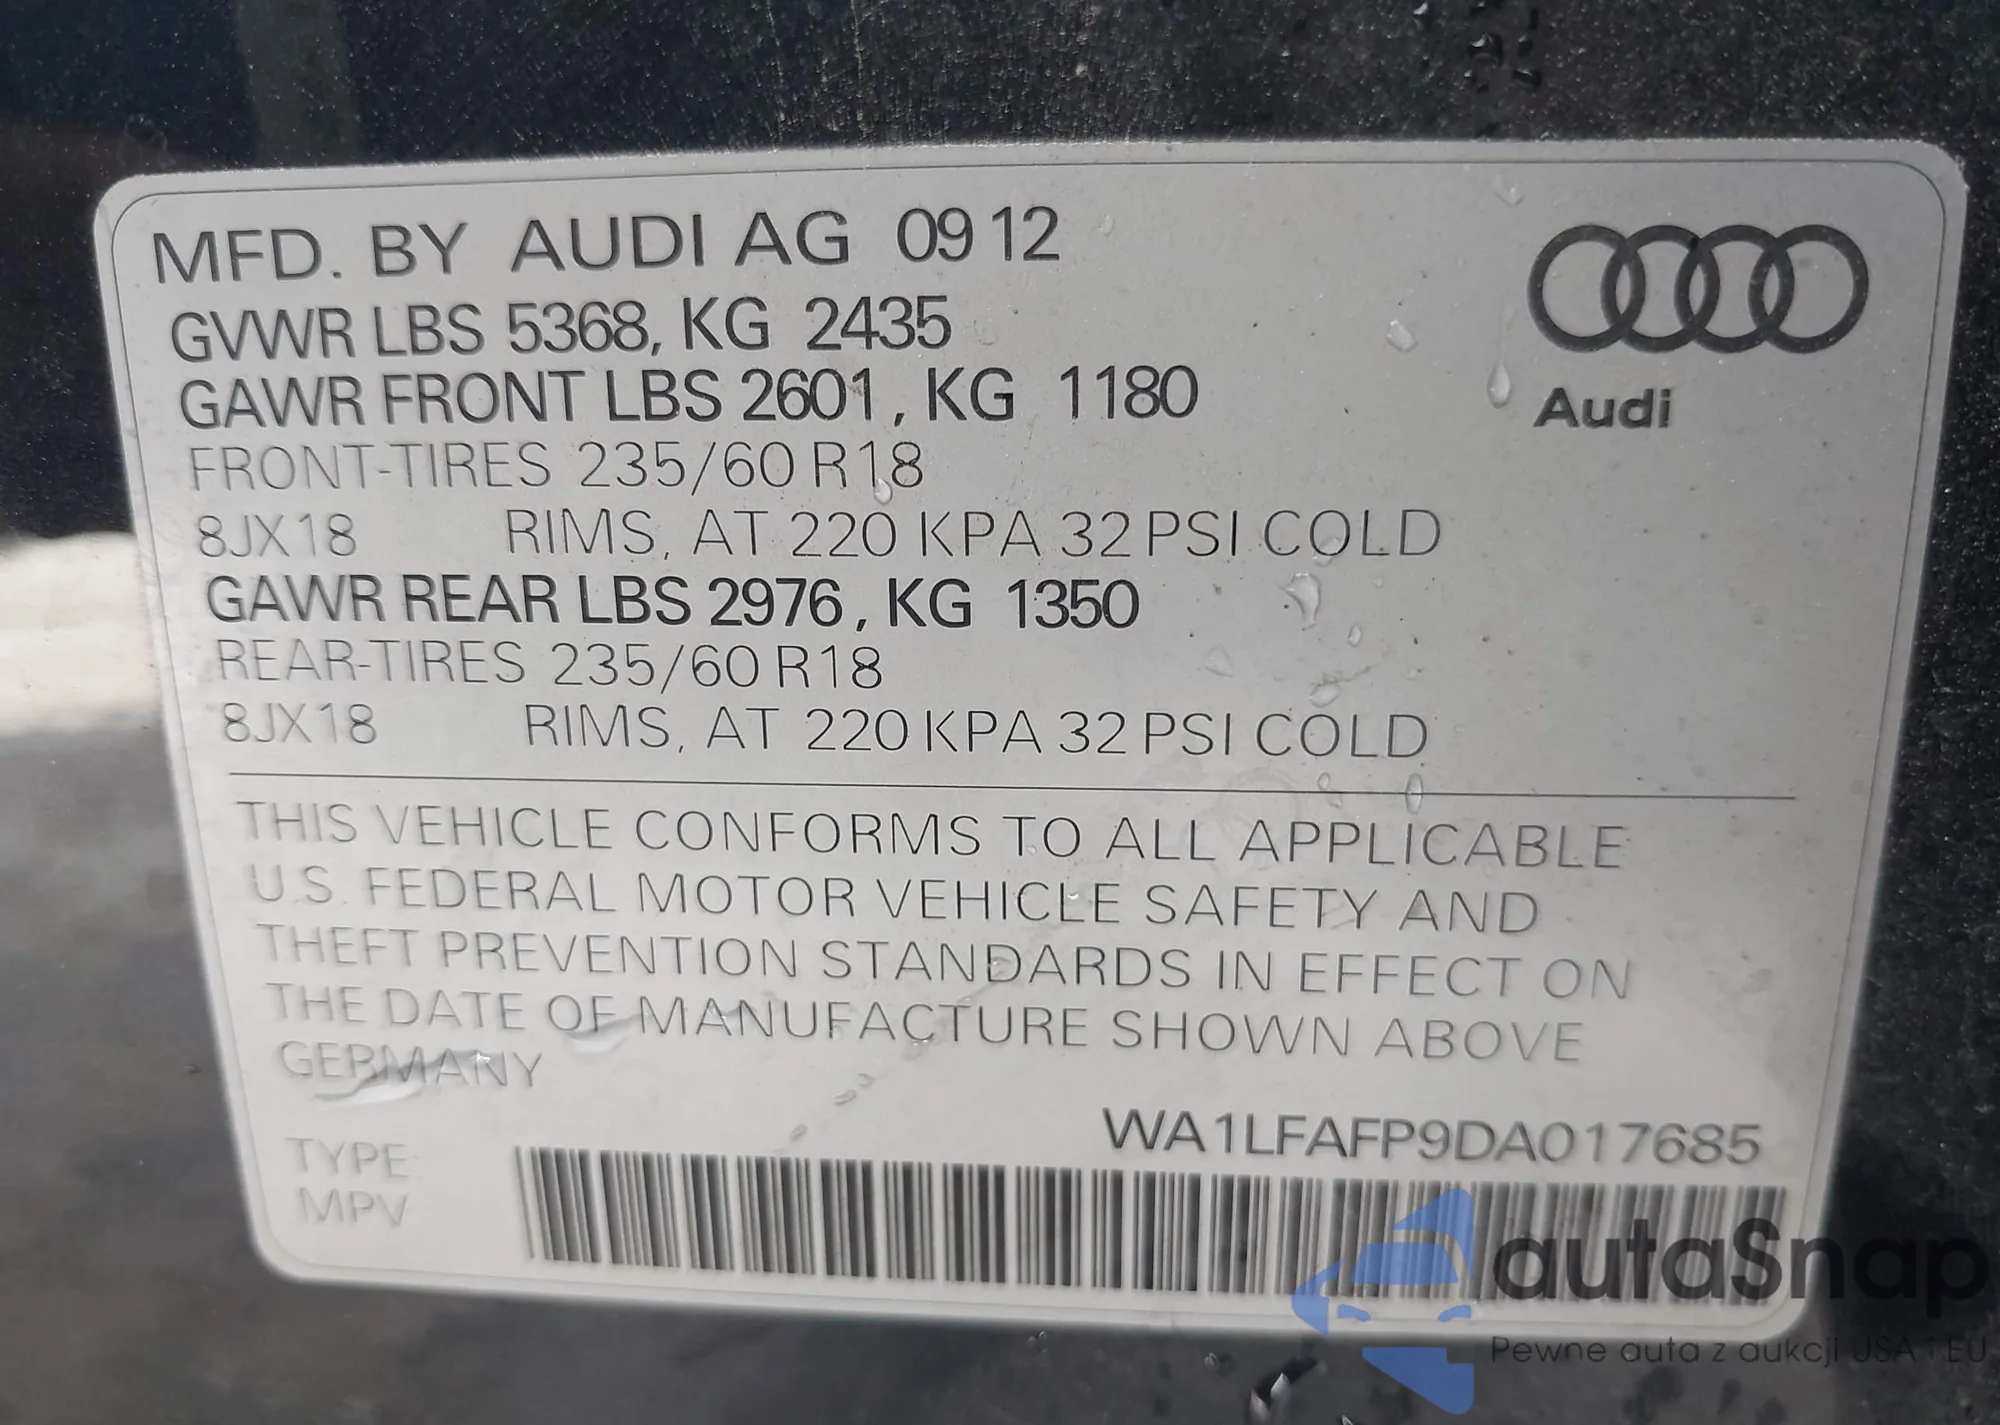 MFD. BY AUDI AG 09 12
GVWR LBS 5368, KG 2435
GAWR FRONT LBS 2601, KG 1180
FRONT-TIRES 235/60 R18
8JX18 RIMS, AT 220 KPA 32 PSI COLD
GAWR REAR LBS 2976, KG 1350
REAR-TIRES 235/60 R18
8JX18 RIMS, AT 220 KPA 32 PSI COLD
Audi
THIS VEHICLE CONFORMS TO ALL APPLICABLE
U.S. FEDERAL MOTOR VEHICLE SAFETY AND
THEFT PREVENTION STANDARDS IN EFFECT ON
THE DATE OF MANUFACTURE SHOWN ABOVE
GERMANY
WA1LFAFP9DA017685
TYPE
MPV
autaSnap
Pewne auta z aukcji USA i EU